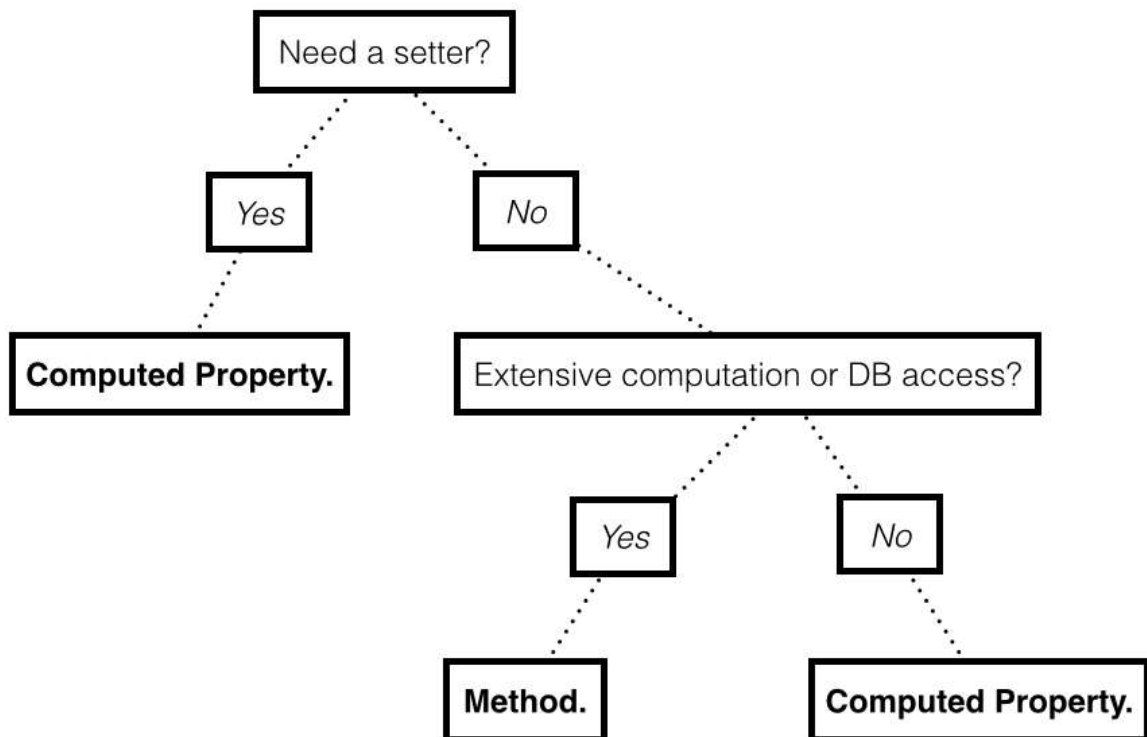 Need a setter?
Yes
No
Computed Property.
Extensive computation or DB access?
Yes
No
Method.
Computed Property.